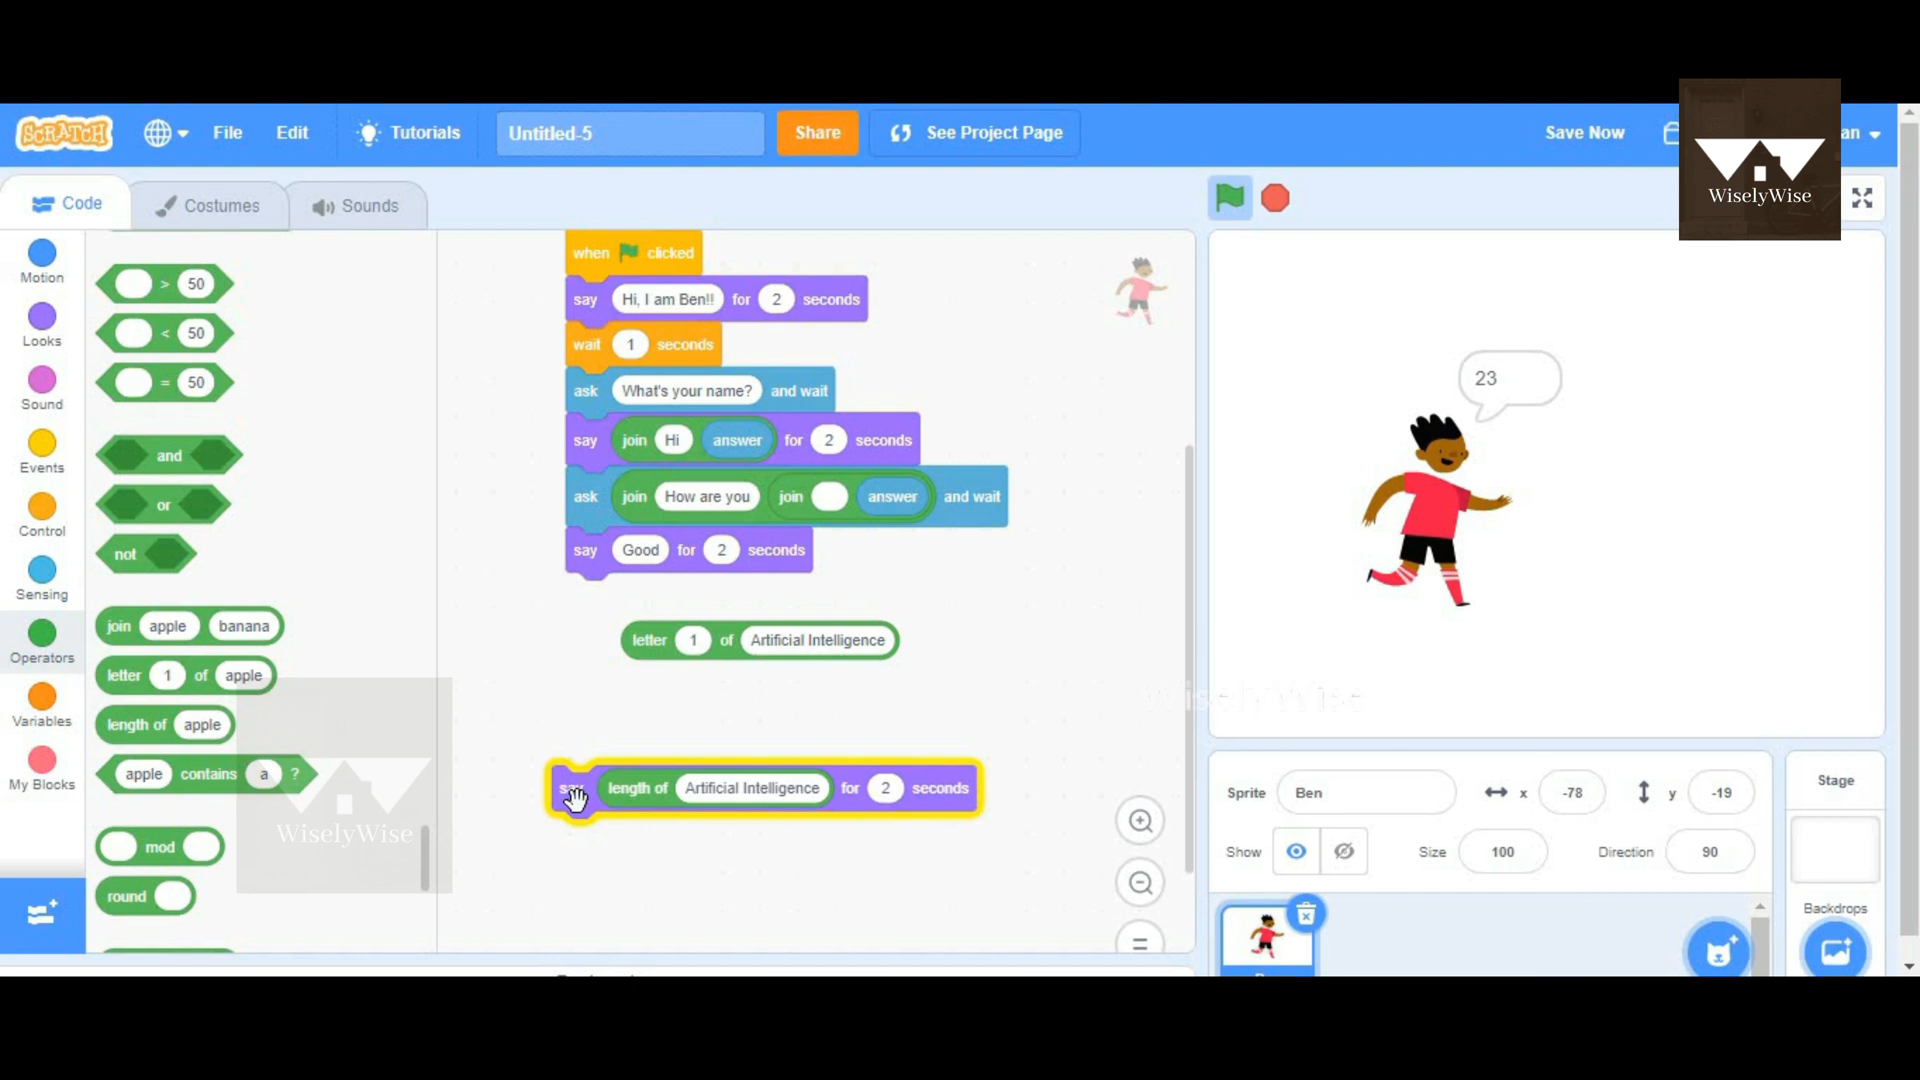 SCRATCH File Edit Tutorials Untitled-5 Share See Project Page Save Now an
WiselyWise
Code Costumes Sounds
Motion
Looks
Sound
Events
Control
Sensing
Operators
Variables
My Blocks
> 50
< 50
= 50
and
or
not
join apple banana
letter 1 of apple
length of apple
apple contains a ?
mod
round
WiselyWise
when clicked
say Hi, I am Ben!! for 2 seconds
wait 1 seconds
ask What's your name? and wait
say join Hi answer for 2 seconds
ask join How are you join answer and wait
say Good for 2 seconds
letter 1 of Artificial Intelligence
say length of Artificial Intelligence for 2 seconds
23
WiselyWise
Sprite Ben x -78 y -19
Show Size 100 Direction 90
Stage
Backdrops